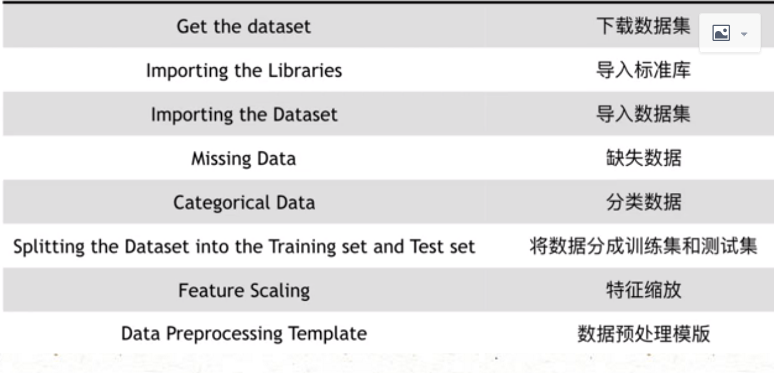 Get the dataset 下载数据集
Importing the Libraries 导入标准库
Importing the Dataset 导入数据集
Missing Data 缺失数据
Categorical Data 分类数据
Splitting the Dataset into the Training set and Test set 将数据分成训练集和测试集
Feature Scaling 特征缩放
Data Preprocessing Template 数据预处理模版